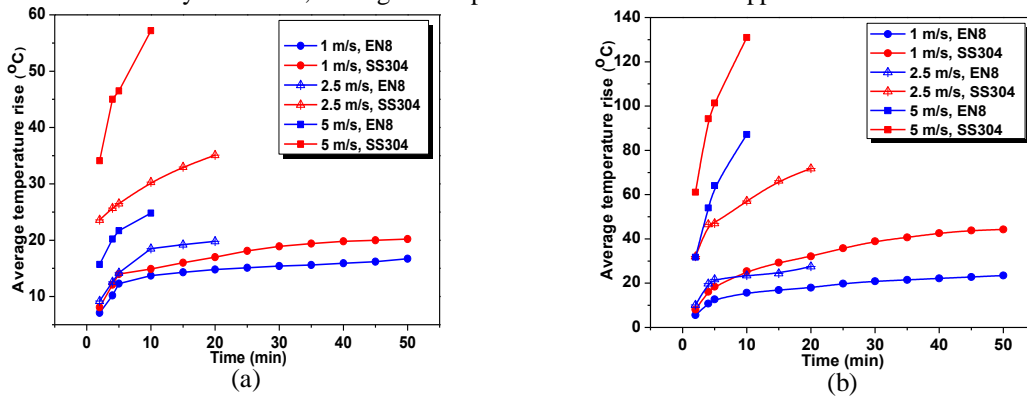 60
50
40
30
20
10
Average temperature rise (°C)
1 m/s, EN8
1 m/s, SS304
2.5 m/s, EN8
2.5 m/s, SS304
5 m/s, EN8
5 m/s, SS304
0 10 20 30 40 50
Time (min)
(a)
140
120
100
80
60
40
20
0
Average temperature rise (°C)
1 m/s, EN8
1 m/s, SS304
2.5 m/s, EN8
2.5 m/s, SS304
5 m/s, EN8
5 m/s, SS304
0 10 20 30 40 50
Time (min)
(b)